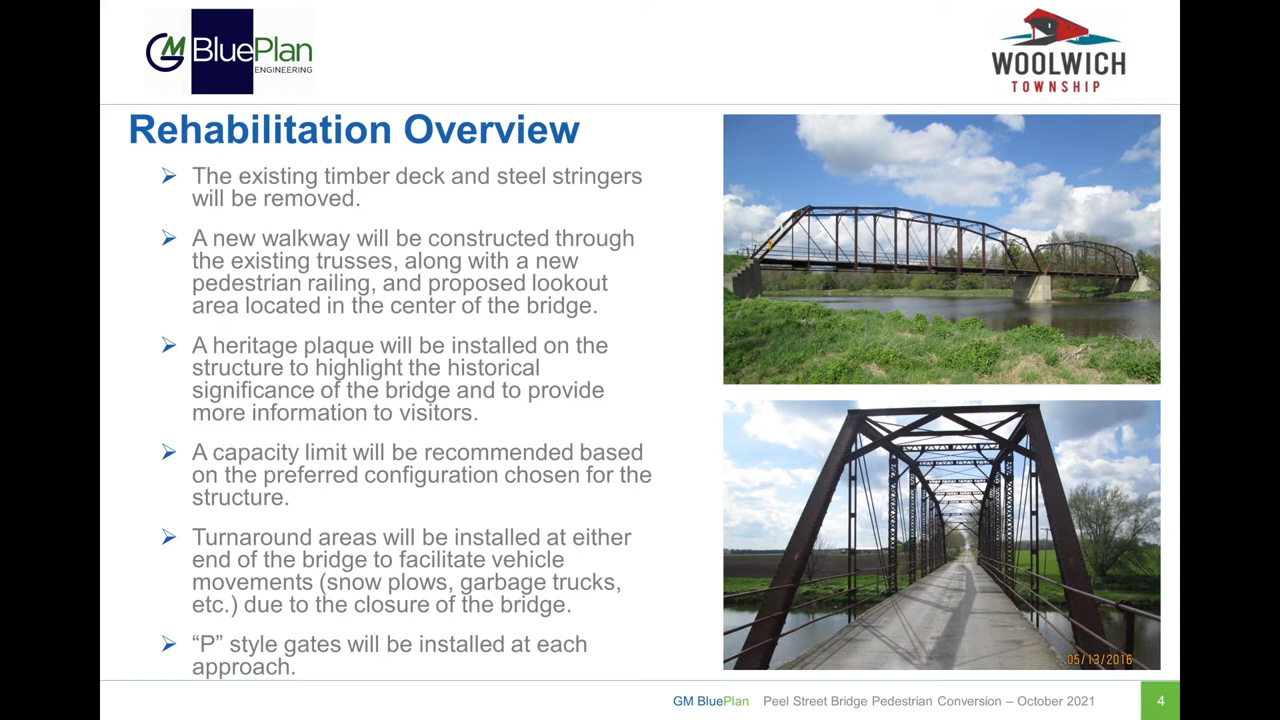 GM BluePlan
ENGINEERING
WOOLWICH
TOWNSHIP
Rehabilitation Overview
The existing timber deck and steel stringers
will be removed.
A new walkway will be constructed through
the existing trusses, along with a new
pedestrian railing, and proposed lookout
area located in the center of the bridge.
A heritage plaque will be installed on the
structure to highlight the historical
significance of the bridge and to provide
more information to visitors.
A capacity limit will be recommended based
on the preferred configuration chosen for the
structure.
Turnaround areas will be installed at either
end of the bridge to facilitate vehicle
movements (snow plows, garbage trucks,
etc.) due to the closure of the bridge.
“P” style gates will be installed at each
approach.
05/13/2016
GM BluePlan Peel Street Bridge Pedestrian Conversion – October 2021 4